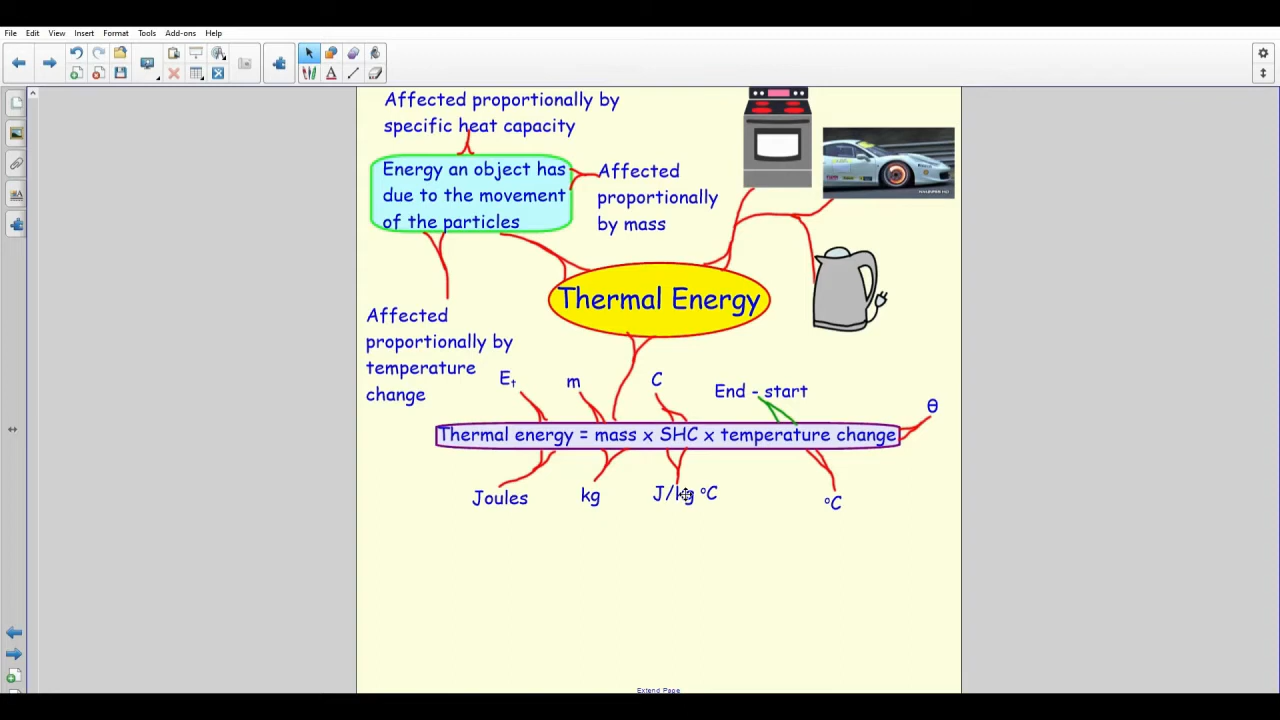 File Edit View Insert Format Tools Add-ons Help
Affected proportionally by
specific heat capacity
Energy an object has
due to the movement
of the particles
Affected
proportionally
by mass
Thermal Energy
Affected
proportionally by
temperature
change
Et
m
C
End - start
θ
Thermal energy = mass x SHC x temperature change
Joules
kg
J/kg °C
°C
Extend Page